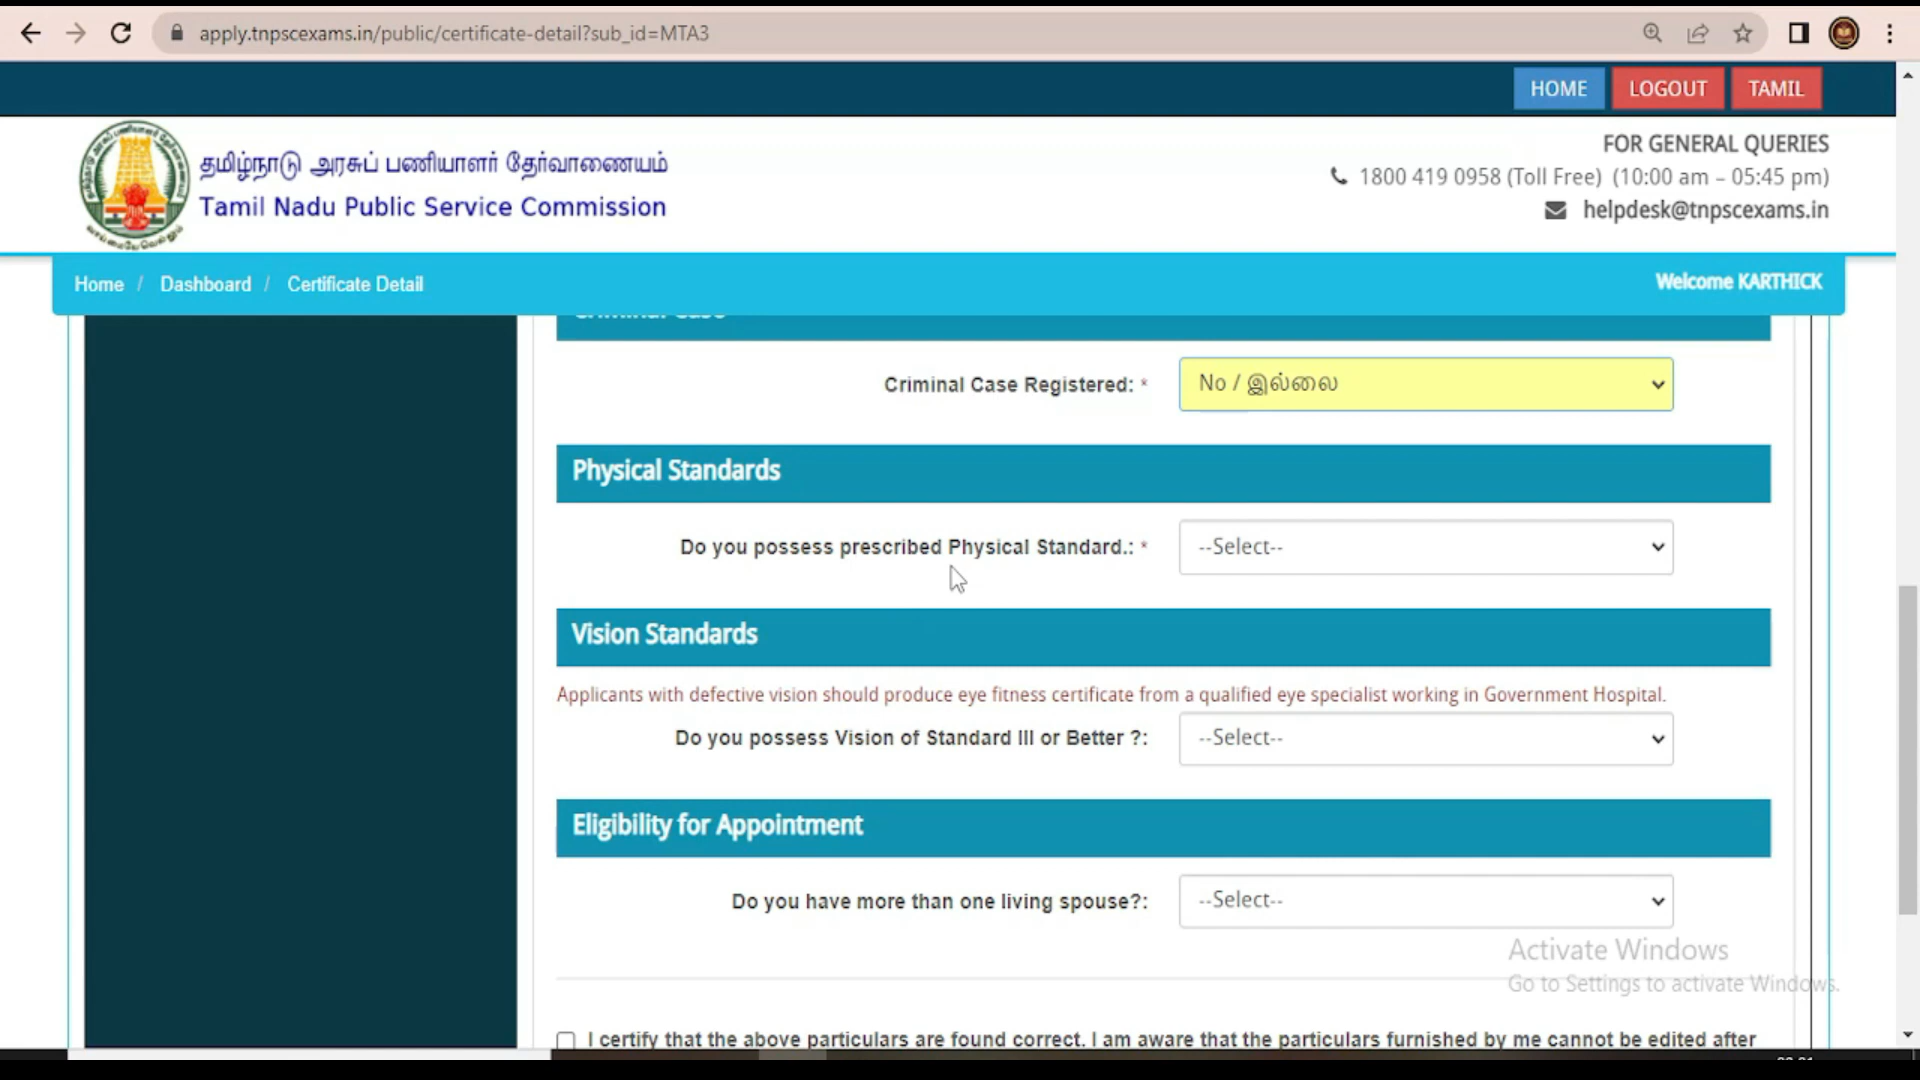 apply.tnpscexams.in/public/certificate-detail?sub_id=MTA3
HOME LOGOUT TAMIL
தமிழ்நாடு அரசுப் பணியாளர் தேர்வாணையம்
Tamil Nadu Public Service Commission
FOR GENERAL QUERIES
1800 419 0958 (Toll Free) (10:00 am – 05:45 pm)
helpdesk@tnpscexams.in
Home / Dashboard / Certificate Detail
Welcome KARTHICK
Criminal Case Registered: *
No / இல்லை
Physical Standards
Do you possess prescribed Physical Standard.: *
--Select--
Vision Standards
Applicants with defective vision should produce eye fitness certificate from a qualified eye specialist working in Government Hospital.
Do you possess Vision of Standard III or Better ?:
--Select--
Eligibility for Appointment
Do you have more than one living spouse?:
--Select--
Activate Windows
Go to Settings to activate Windows.
I certify that the above particulars are found correct. I am aware that the particulars furnished by me cannot be edited after